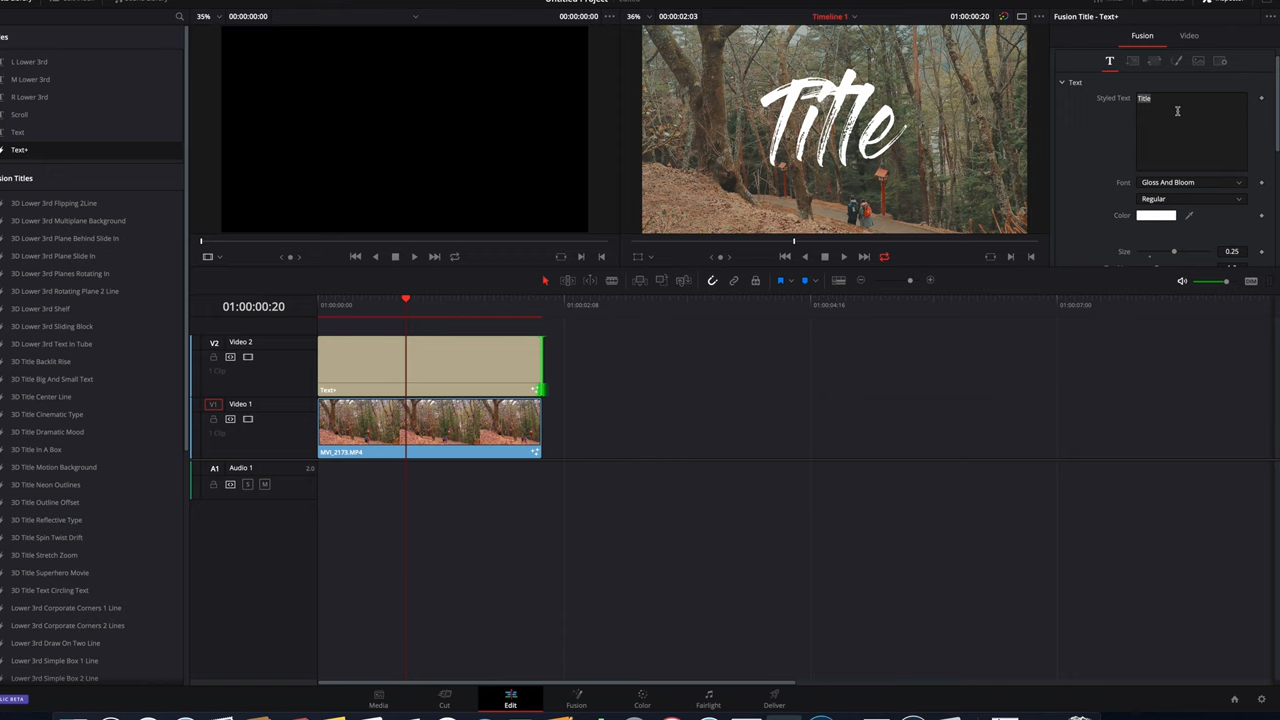 Untitled Project
35%
00:00:00:00
00:00:00:00
36%
00:00:02:03
Timeline 1
01:00:00:20
Fusion Title - Text+
Fusion
Video
L Lower 3rd
M Lower 3rd
R Lower 3rd
Scroll
Text
Text+
Title
Text
Styled Text
Title
Font
Gloss And Bloom
Regular
Color
Size
0.25
3D Lower 3rd Flipping 2Line
3D Lower 3rd Multiplane Background
3D Lower 3rd Plane Behind Slide In
3D Lower 3rd Plane Slide In
3D Lower 3rd Planes Rotating In
3D Lower 3rd Rotating Plane 2 Line
3D Lower 3rd Shelf
3D Lower 3rd Sliding Block
3D Lower 3rd Text In Tube
3D Title Backlit Rise
3D Title Big And Small Text
3D Title Center Line
3D Title Cinematic Type
3D Title Dramatic Mood
3D Title In A Box
3D Title Motion Background
3D Title Neon Outlines
3D Title Outline Offset
3D Title Reflective Type
3D Title Spin Twist Drift
3D Title Stretch Zoom
3D Title Superhero Movie
3D Title Text Circling Text
Lower 3rd Corporate Corners 1 Line
Lower 3rd Corporate Corners 2 Lines
Lower 3rd Draw On Two Line
Lower 3rd Simple Box 1 Line
Lower 3rd Simple Box 2 Line
DIM
01:00:00:20
01:00:00:00
01:00:02:08
01:00:04:16
01:00:07:00
V2
Video 2
1 Clip
Text+
V1
Video 1
1 Clip
MVI_2173.MP4
A1
Audio 1
2.0
S
M
Media
Cut
Edit
Fusion
Color
Fairlight
Deliver